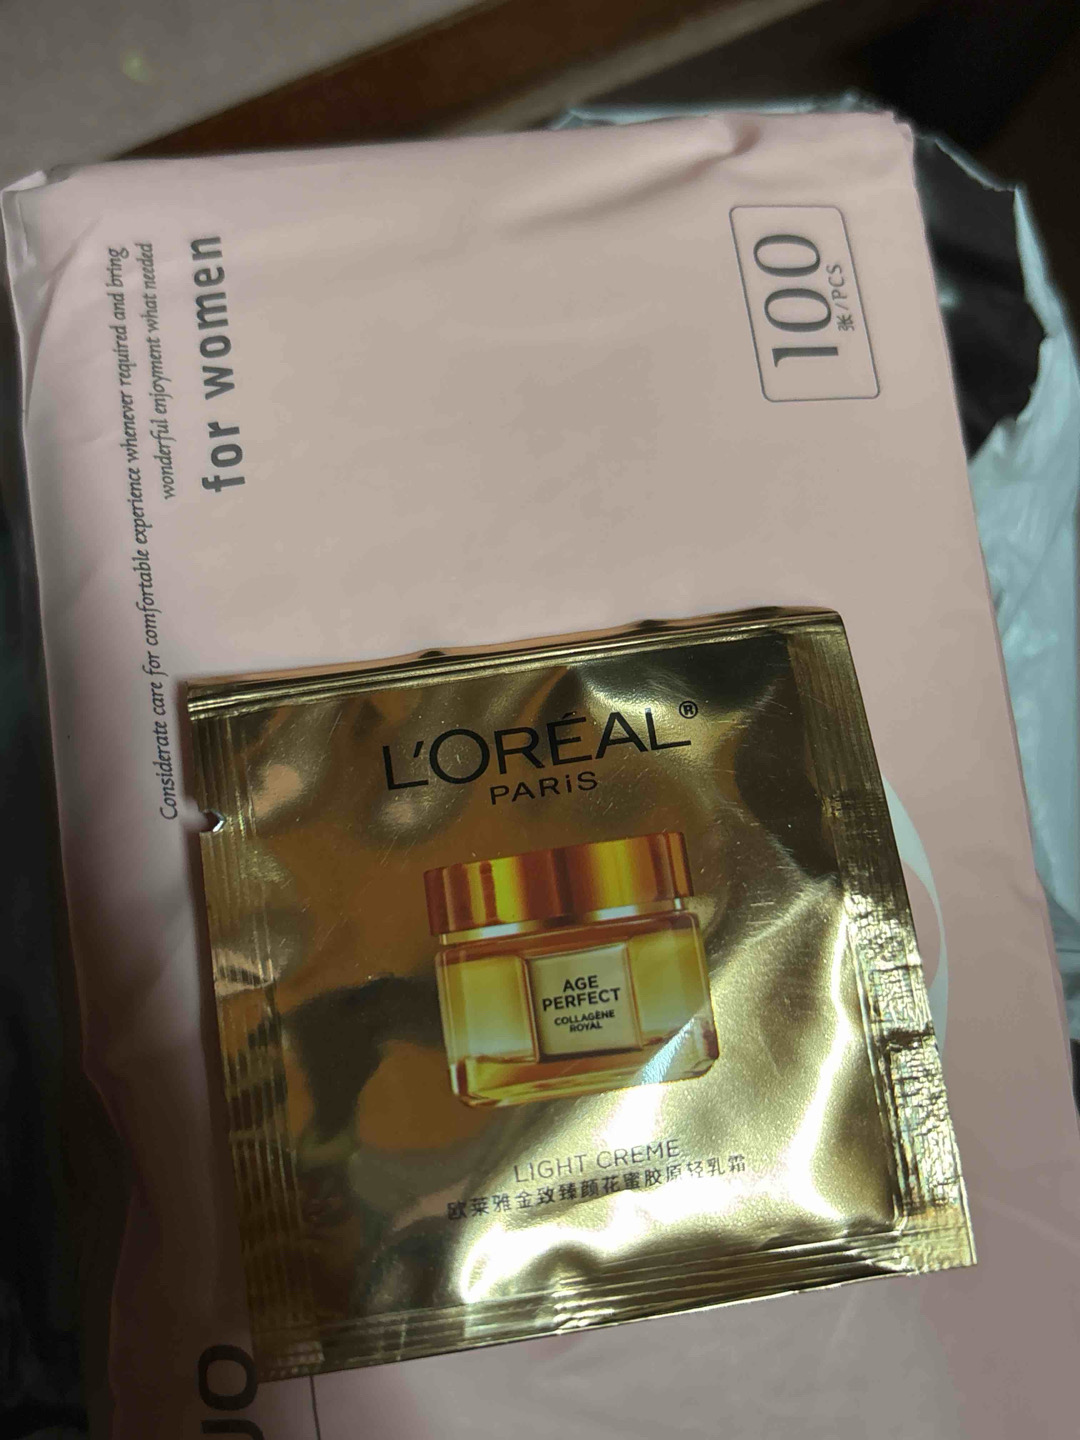 Considerate care for comfortable experience whenever required and bring
wonderful enjoyment what needed
for women
100
张/PCS
L'ORÉAL®
PARiS
AGE
PERFECT
COLLAGÈNE
ROYAL
LIGHT CREME
欧莱雅金致臻颜花蜜胶原轻乳霜